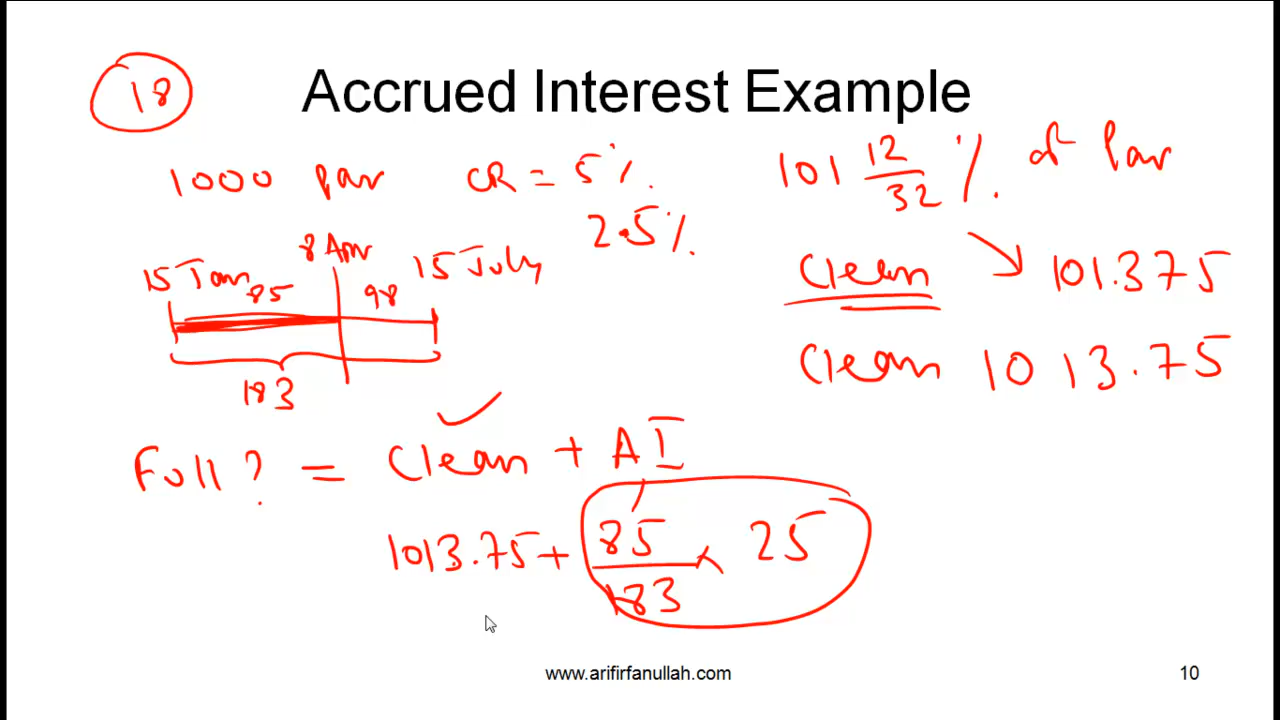 18
Accrued Interest Example
1000 par CR = 5%.
2.5%.
101 12/32 %. of Par
15 Jan 8 Apr 15 July
85 98
183
Clean → 101.375
Clean 1013.75
Full? = Clean + AI
1013.75 + 85/183 × 25
www.arifirfanullah.com
10